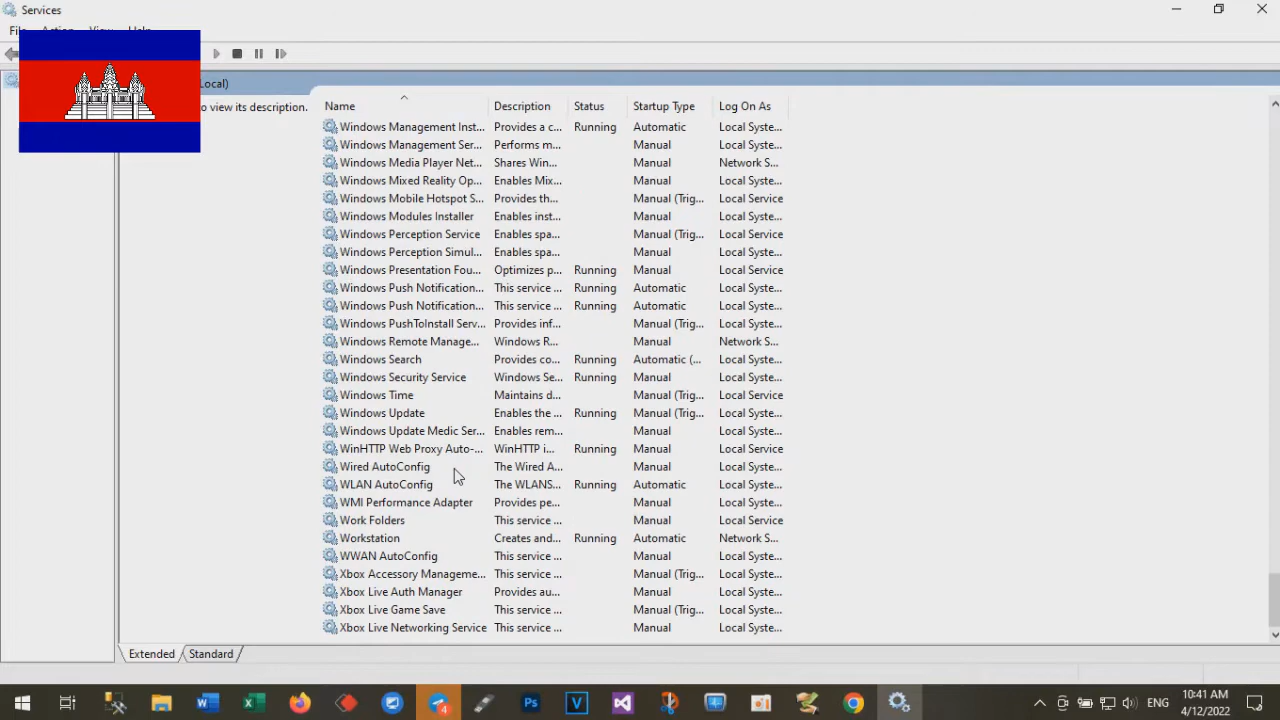 Services
File Action View Help
Local)
o view its description.
Name Description Status Startup Type Log On As
Windows Management Inst... Provides a c... Running Automatic Local Syste...
Windows Management Ser... Performs m... Manual Local Syste...
Windows Media Player Net... Shares Win... Manual Network S...
Windows Mixed Reality Op... Enables Mix... Manual Local Syste...
Windows Mobile Hotspot S... Provides th... Manual (Trig... Local Service
Windows Modules Installer Enables inst... Manual Local Syste...
Windows Perception Service Enables spa... Manual (Trig... Local Service
Windows Perception Simul... Enables spa... Manual Local Syste...
Windows Presentation Fou... Optimizes p... Running Manual Local Service
Windows Push Notification... This service ... Running Automatic Local Syste...
Windows Push Notification... This service ... Running Automatic Local Syste...
Windows PushToInstall Serv... Provides inf... Manual (Trig... Local Syste...
Windows Remote Manage... Windows R... Manual Network S...
Windows Search Provides co... Running Automatic (... Local Syste...
Windows Security Service Windows Se... Running Manual Local Syste...
Windows Time Maintains d... Manual (Trig... Local Service
Windows Update Enables the ... Running Manual (Trig... Local Syste...
Windows Update Medic Ser... Enables rem... Manual Local Syste...
WinHTTP Web Proxy Auto-... WinHTTP i... Running Manual Local Service
Wired AutoConfig The Wired A... Manual Local Syste...
WLAN AutoConfig The WLANS... Running Automatic Local Syste...
WMI Performance Adapter Provides pe... Manual Local Syste...
Work Folders This service ... Manual Local Service
Workstation Creates and... Running Automatic Network S...
WWAN AutoConfig This service ... Manual Local Syste...
Xbox Accessory Manageme... This service ... Manual (Trig... Local Syste...
Xbox Live Auth Manager Provides au... Manual Local Syste...
Xbox Live Game Save This service ... Manual (Trig... Local Syste...
Xbox Live Networking Service This service ... Manual Local Syste...
Extended Standard
4
ENG
10:41 AM
4/12/2022